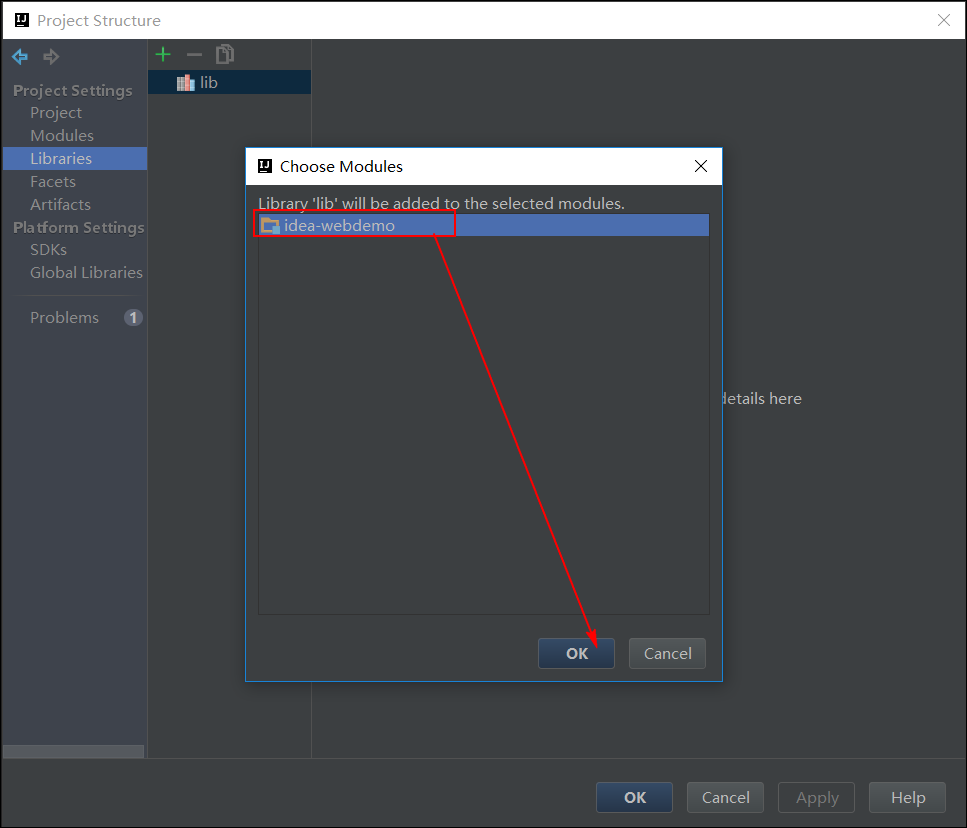 Project Structure
Project Settings
Project
Modules
Libraries
Facets
Artifacts
Platform Settings
SDKs
Global Libraries
Problems 1
lib
Choose Modules
Library 'lib' will be added to the selected modules.
idea-webdemo
OK Cancel
details here
OK Cancel Apply Help